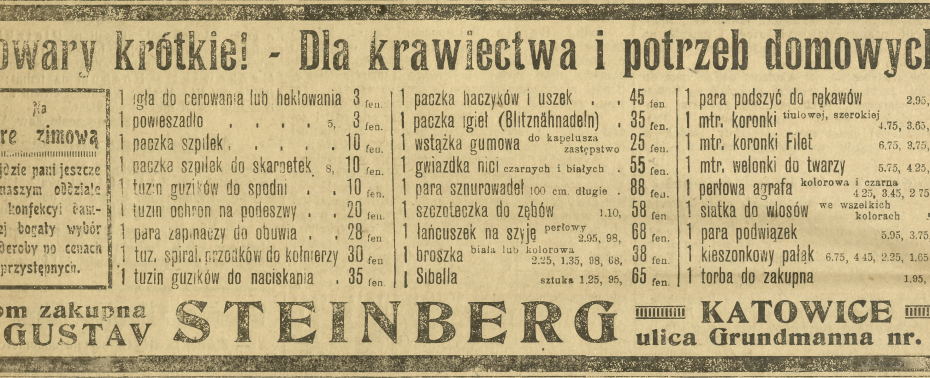 owary krótkie! - Dla krawiectwa i potrzeb domowych
Na
re zimową
jdzie pani jeszcze
naszym oddziale
konfekcyi dam-
ej bogaty wybór
deroby po cenach
przystępnych.
1 igła do cerowania lub heklowania 3 fen.
1 powieszadło . . . . 5, 3 fen.
1 paczka szpilek . . . . 10 fen.
1 paczka szpilek do skarpetek 8, 10 fen.
1 tuzin guzików do spodni . 10 fen.
1 tuzin ochron na podeszwy . . 20 fen.
1 para zapinaczy do obuwia . . 28 fen
1 tuz. spiral. przodków do kołnierzy 30 fen
1 tuzin guzików do naciskania . 35 fen.
1 paczka haczyków i uszek . . 45 fen
1 paczka igieł (Blitznähnadeln) . 35 fen.
1 wstążka gumowa do kapelusza zastępstwo 25 fen
1 gwiazdka nici czarnych i białych . 55 fen.
1 para sznurowadeł 100 cm. długie . 88 fen.
1 szczoteczka do zębów 1.10, 58 fen
1 łańcuszek na szyję perłowy 2.95, 98, 68 fen
1 broszka biała lub kolorowa 2.25, 1.35, 98, 68, 38 fen
1 Sibella sztuka 1.25, 95, 65 fen.
1 para podszyć do rękawów 2,95,
1 mtr. koronki tiulowej, szerokiej 4.75, 3.65,
1 mtr. koronki Filet 6.75, 3.75,
1 mtr. welonki do twarzy 5.75, 4 25,
1 perłowa agrafa kolorowa i czarna 4 25, 3.45, 2 75
1 siatka do włosów we wszelkich kolorach
1 para podwiązek 5.95, 3.75,
1 kieszonkowy pałąk 6.75, 4 45, 2.25, 1.65
1 torba do zakupna 1.95,
om zakupna
GUSTAV STEINBERG KATOWICE
ulica Grundmanna nr.